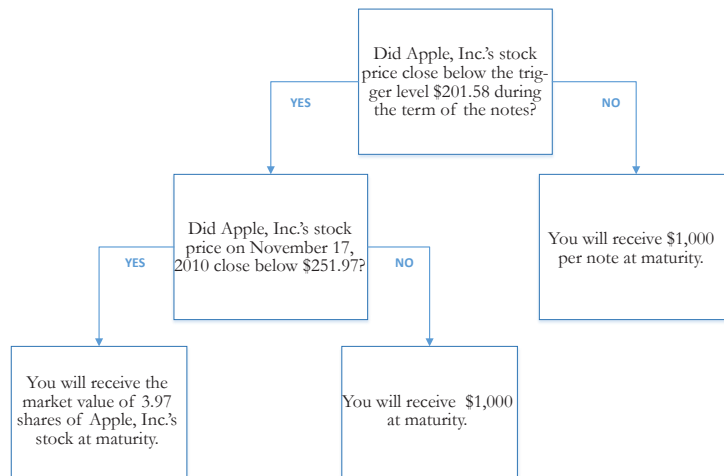 Did Apple, Inc.'s stock
price close below the trig-
ger level $201.58 during
the term of the notes?
YES
NO
Did Apple, Inc.'s stock
price on November 17,
2010 close below $251.97?
You will receive $1,000
per note at maturity.
YES
NO
You will receive the
market value of 3.97
shares of Apple, Inc.'s
stock at maturity.
You will receive $1,000
at maturity.